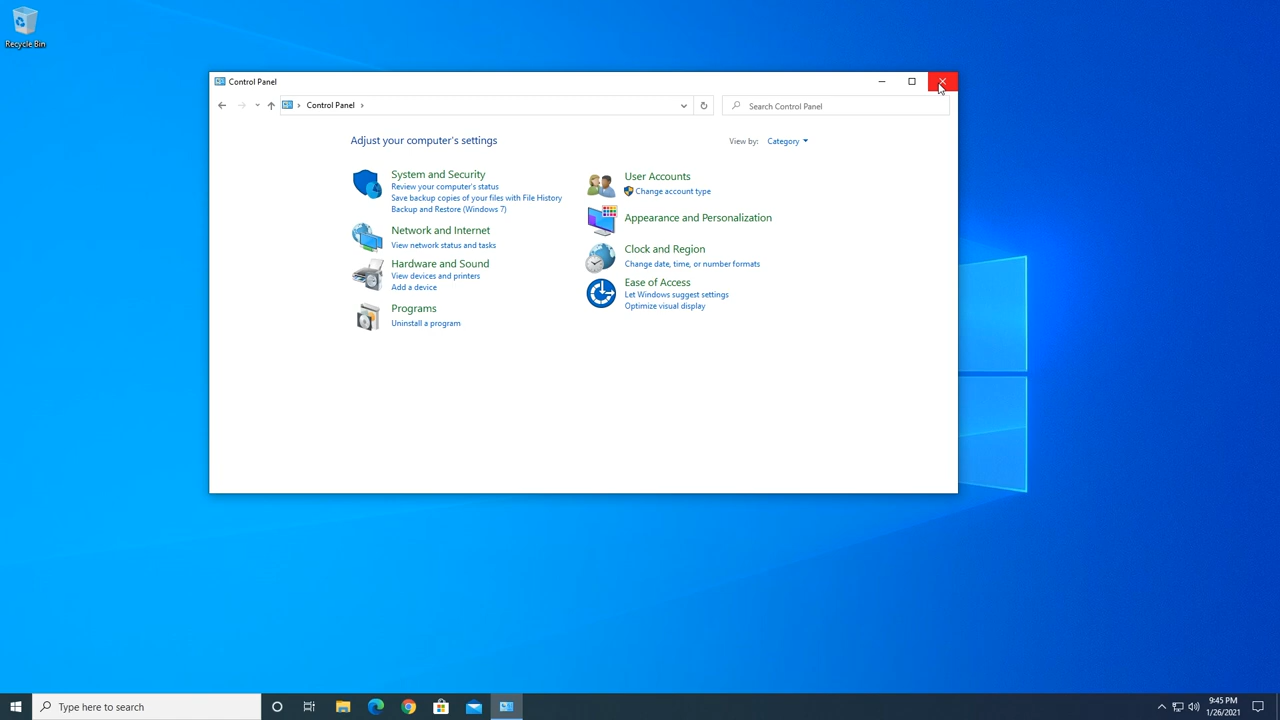 Recycle Bin
Control Panel
Control Panel
Search Control Panel
Adjust your computer's settings
View by: Category
System and Security
Review your computer's status
Save backup copies of your files with File History
Backup and Restore (Windows 7)
Network and Internet
View network status and tasks
Hardware and Sound
View devices and printers
Add a device
Programs
Uninstall a program
User Accounts
Change account type
Appearance and Personalization
Clock and Region
Change date, time, or number formats
Ease of Access
Let Windows suggest settings
Optimize visual display
Type here to search
9:45 PM
1/26/2021